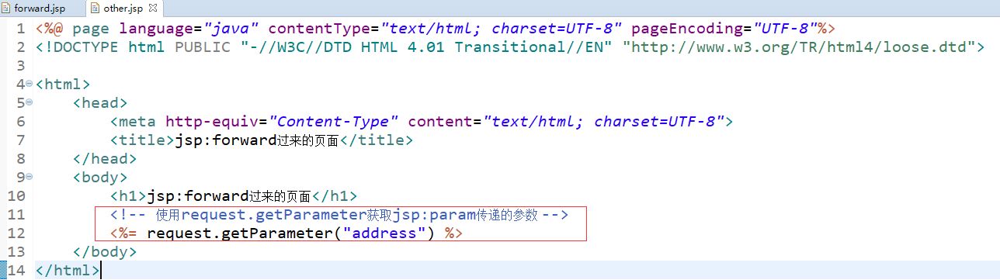 forward.jsp other.jsp
1 <%@ page language="java" contentType="text/html; charset=UTF-8" pageEncoding="UTF-8"%>
2 <!DOCTYPE html PUBLIC "-//W3C//DTD HTML 4.01 Transitional//EN" "http://www.w3.org/TR/html4/loose.dtd">
3
4 <html>
5     <head>
6         <meta http-equiv="Content-Type" content="text/html; charset=UTF-8">
7         <title>jsp:forward过来的页面</title>
8     </head>
9     <body>
10         <h1>jsp:forward过来的页面</h1>
11         <!-- 使用request.getParameter获取jsp:param传递的参数 -->
12         <%= request.getParameter("address") %>
13     </body>
14 </html>